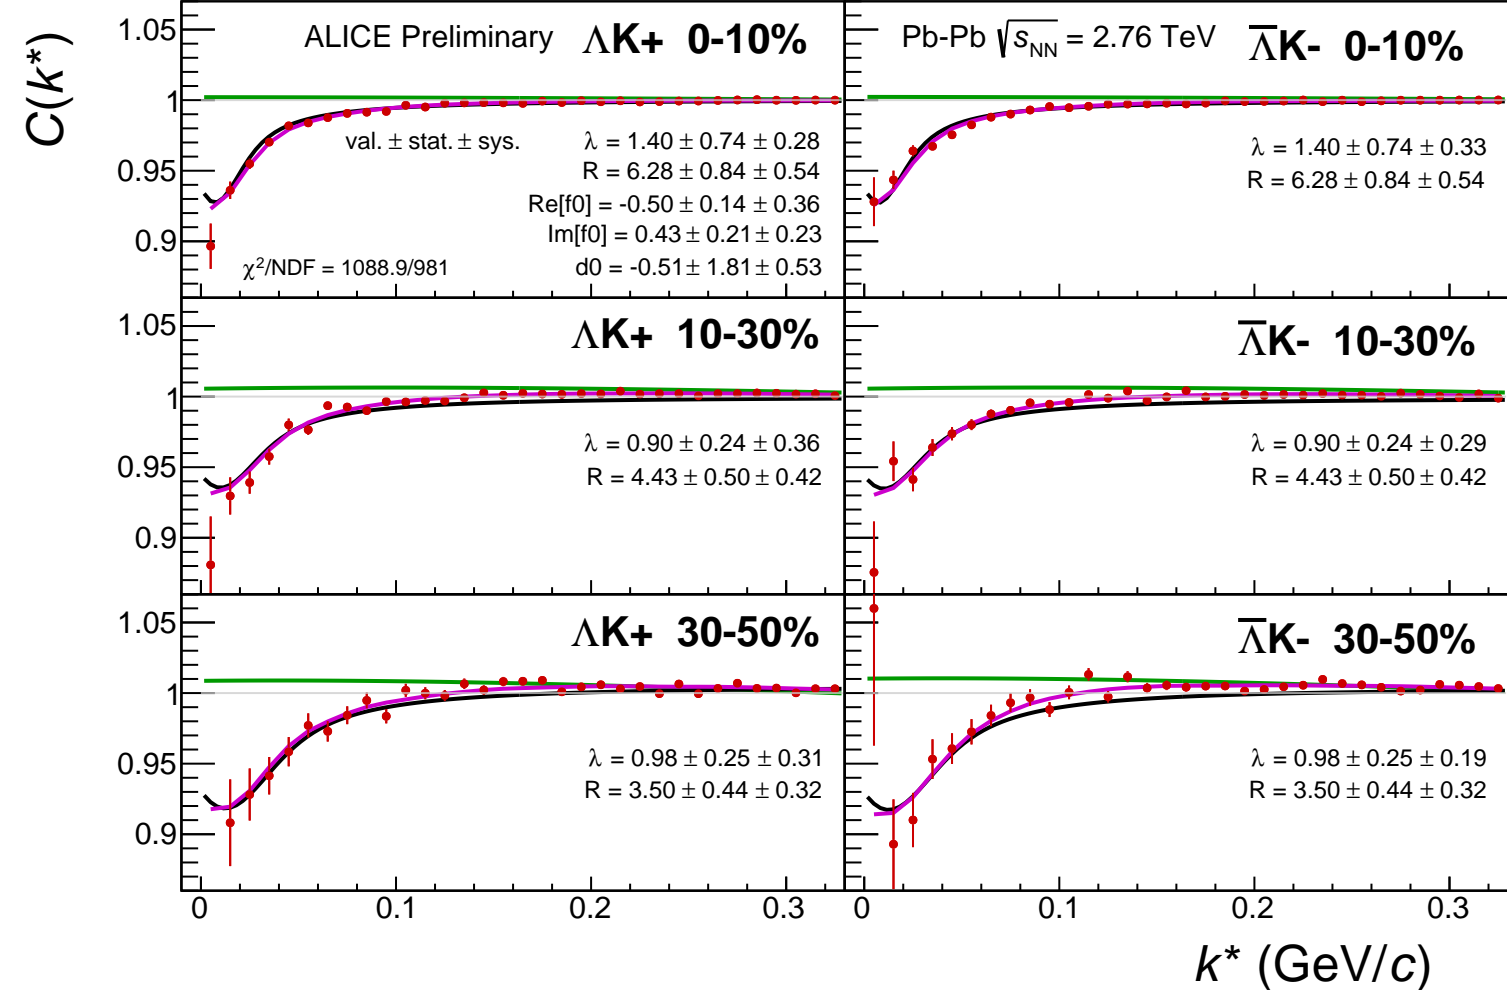 C(k*)
1.05
1
0.95
0.9
ALICE Preliminary ΛK+ 0-10%
val. ± stat. ± sys.
λ = 1.40 ± 0.74 ± 0.28
R = 6.28 ± 0.84 ± 0.54
Re[f0] = -0.50 ± 0.14 ± 0.36
Im[f0] = 0.43 ± 0.21 ± 0.23
χ²/NDF = 1088.9/981
d0 = -0.51 ± 1.81 ± 0.53
Pb-Pb √s_NN = 2.76 TeV Λ̅K- 0-10%
λ = 1.40 ± 0.74 ± 0.33
R = 6.28 ± 0.84 ± 0.54
1.05
1
0.95
0.9
ΛK+ 10-30%
λ = 0.90 ± 0.24 ± 0.36
R = 4.43 ± 0.50 ± 0.42
Λ̅K- 10-30%
λ = 0.90 ± 0.24 ± 0.29
R = 4.43 ± 0.50 ± 0.42
1.05
1
0.95
0.9
ΛK+ 30-50%
λ = 0.98 ± 0.25 ± 0.31
R = 3.50 ± 0.44 ± 0.32
Λ̅K- 30-50%
λ = 0.98 ± 0.25 ± 0.19
R = 3.50 ± 0.44 ± 0.32
0 0.1 0.2 0.3
0 0.1 0.2 0.3
k* (GeV/c)